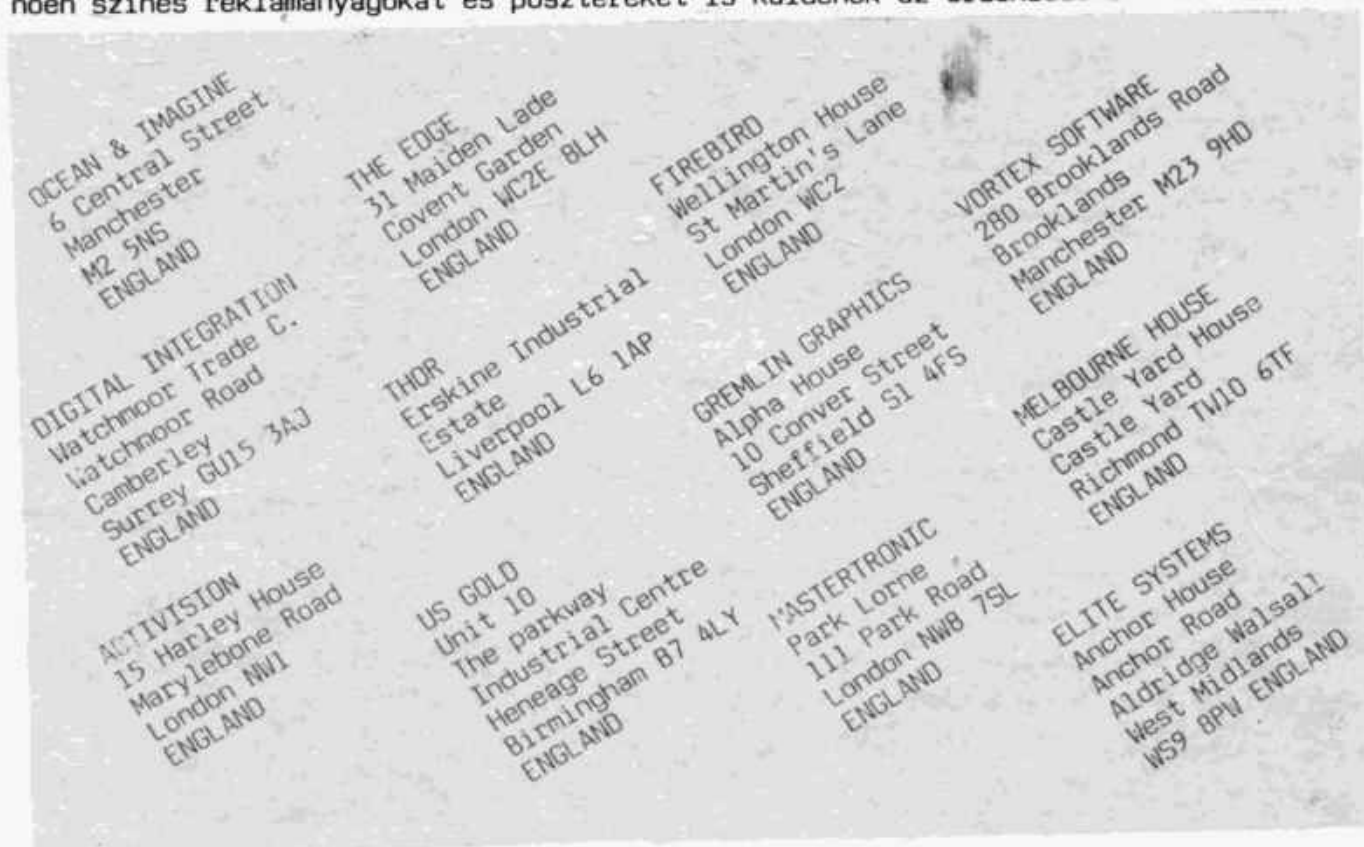 színes reklámanyagokat és posztereket is küldenek az
OCEAN & IMAGINE
6 Central Street
Manchester
M2 5NS
ENGLAND
THE EDGE
31 Maiden Lade
Covent Garden
London WC2E 8LH
ENGLAND
FIREBIRD
Wellington House
St Martin's Lane
London WC2
ENGLAND
VORTEX SOFTWARE
280 Brooklands Road
Brooklands
Manchester M23 9HD
ENGLAND
DIGITAL INTEGRATION
Watchmoor Trade C.
Watchmoor Road
Camberley
Surrey GU15 3AJ
ENGLAND
THOR
Erskine Industrial
Estate
Liverpool L6 1AP
ENGLAND
GREMLIN GRAPHICS
Alpha House
10 Conver Street
Sheffield S1 4FS
ENGLAND
MELBOURNE HOUSE
Castle Yard House
Castle Yard
Richmond TW10 6TF
ENGLAND
ACTIVISION
15 Harley House
Marylebone Road
London NW1
ENGLAND
US GOLD
Unit 10
The parkway
Industrial Centre
Heneage Street
Birmingham B7 4LY
ENGLAND
MASTERTRONIC
Park Lorne
111 Park Road
London NW8 7SL
ENGLAND
ELITE SYSTEMS
Anchor House
Anchor Road
Aldridge Walsall
West Midlands
WS9 8PW ENGLAND